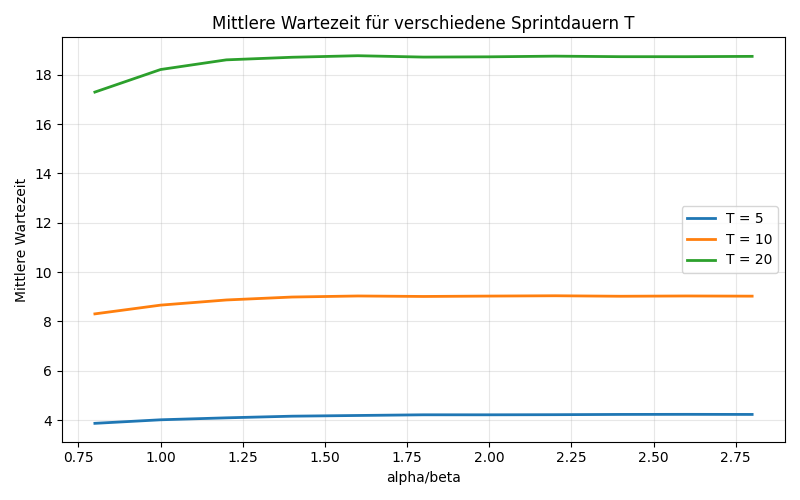 Mittlere Wartezeit für verschiedene Sprintdauern T
Mittlere Wartezeit
18
16
14
12
10
8
6
4
T = 5
T = 10
T = 20
0.75 1.00 1.25 1.50 1.75 2.00 2.25 2.50 2.75
alpha/beta